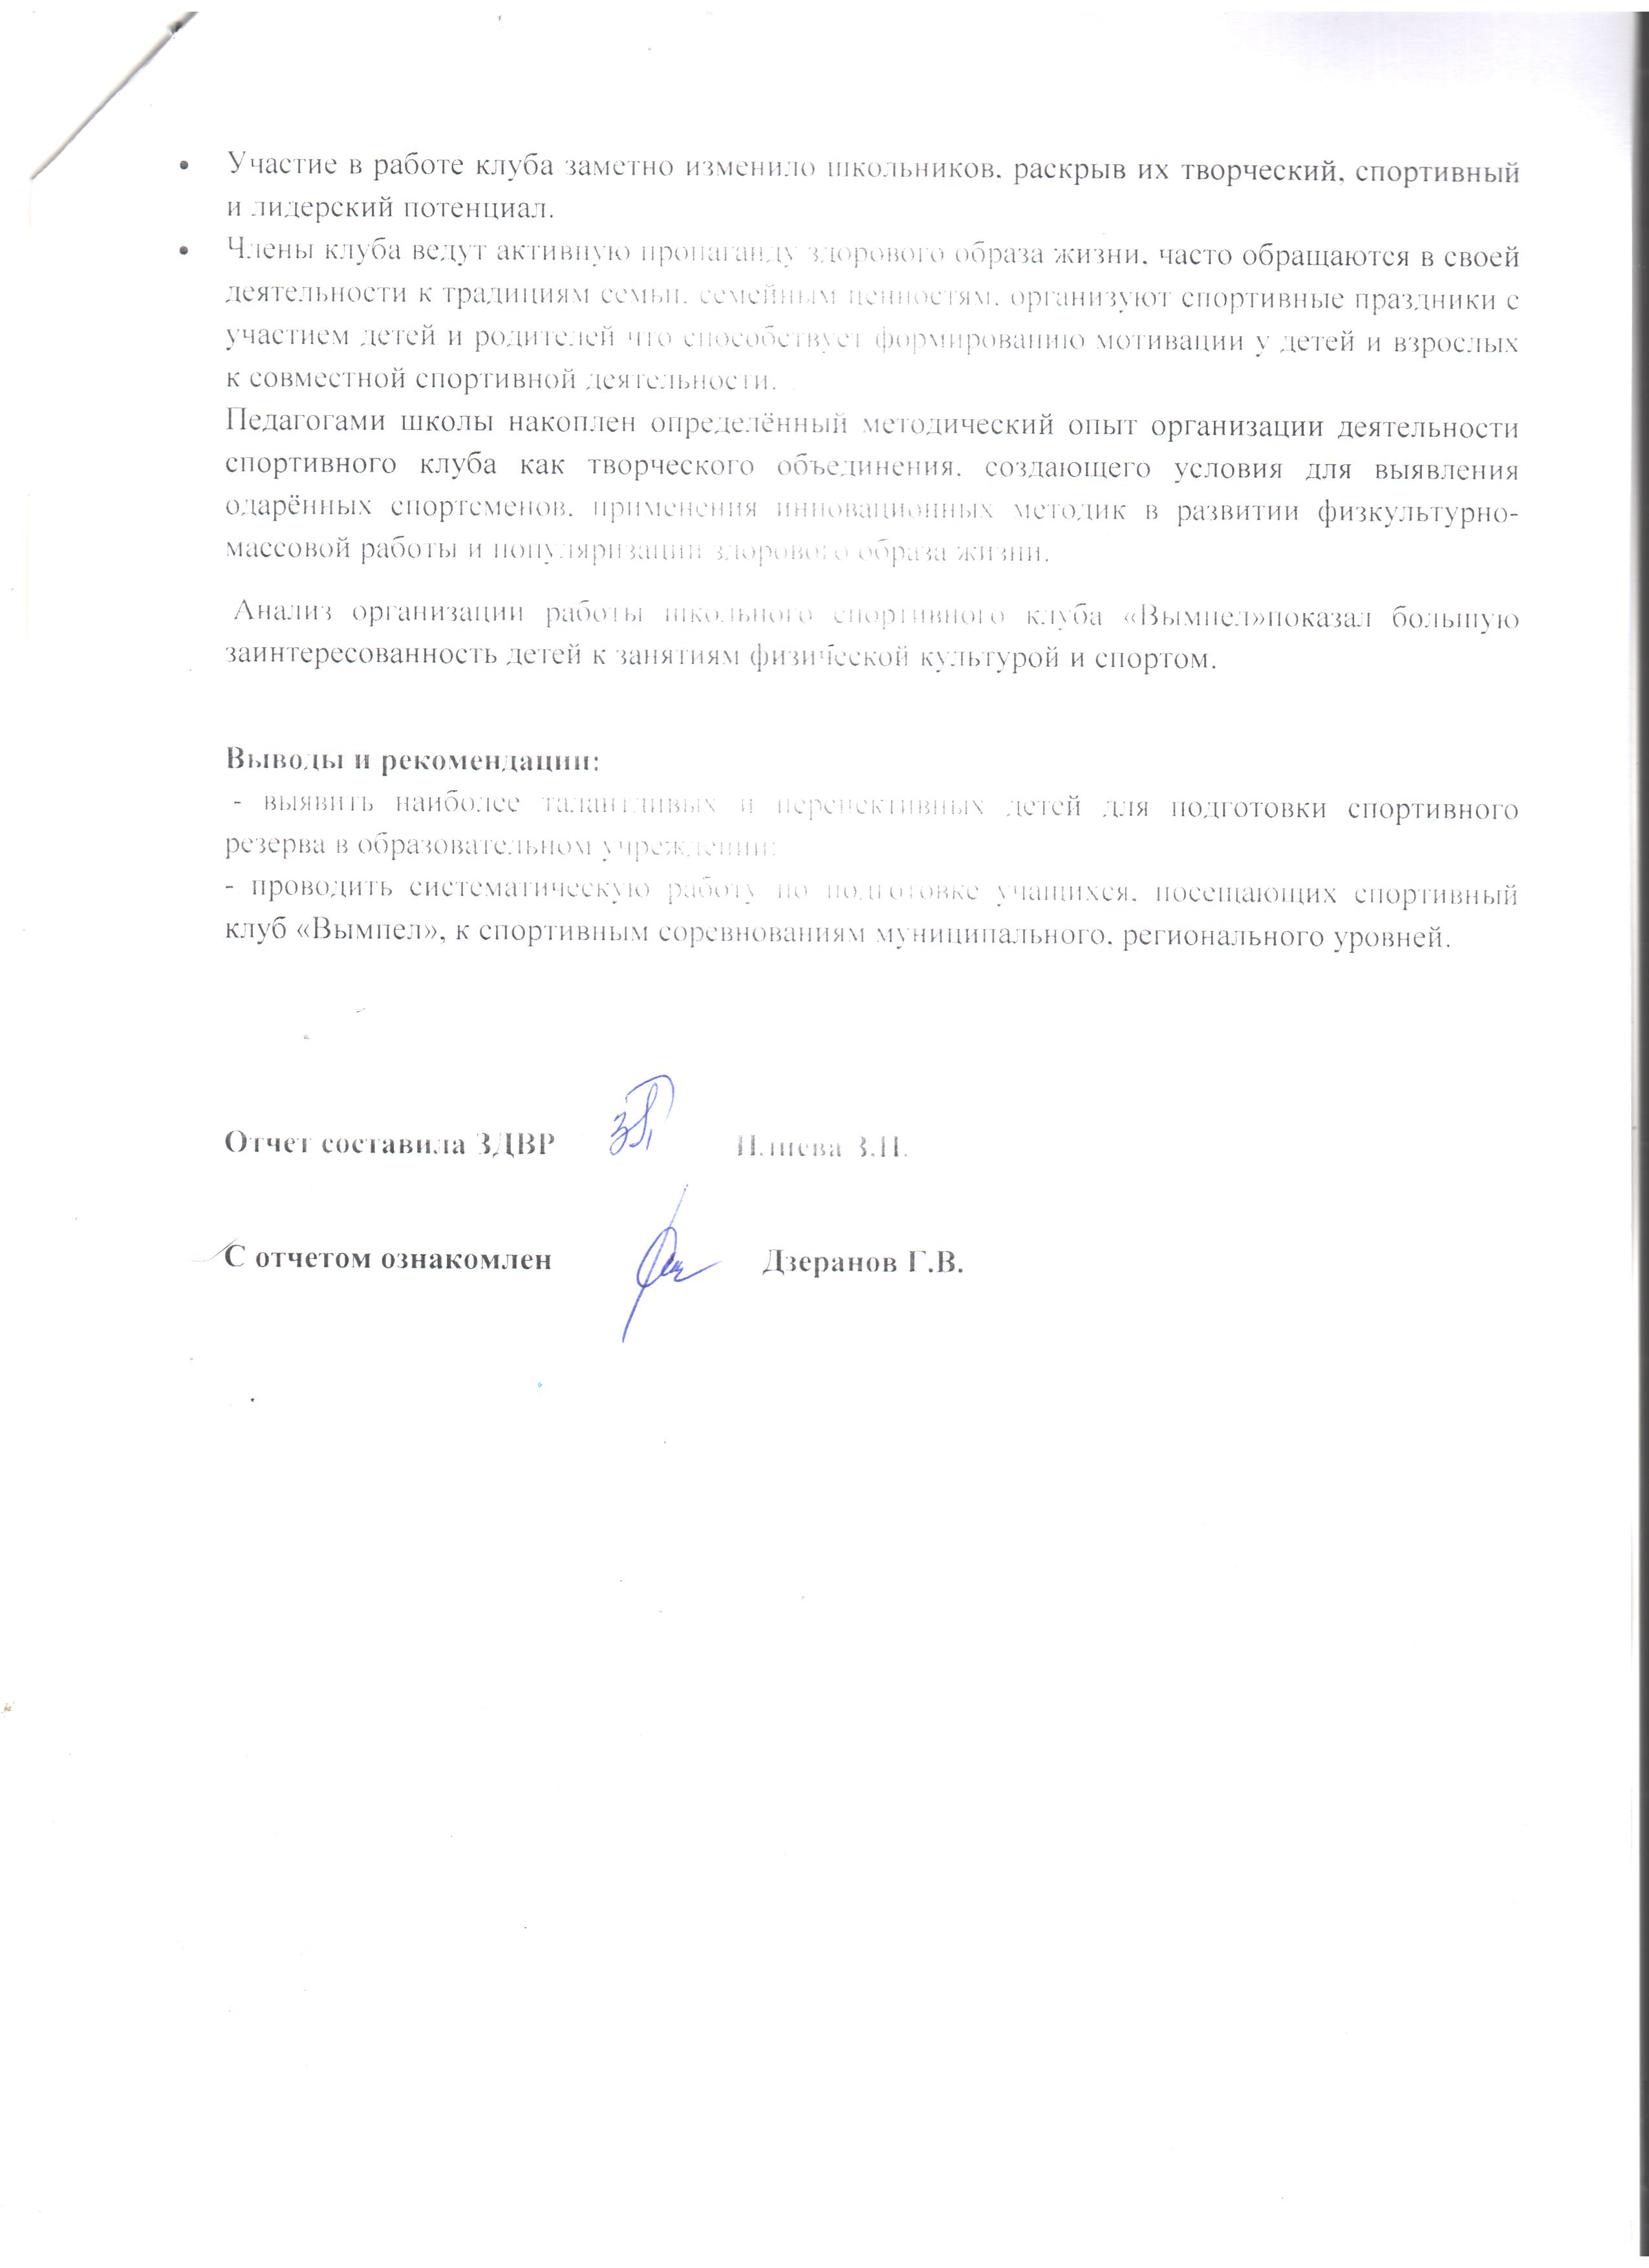 • Участие в работе клуба заметно изменило школьников, раскрыв их творческий, спортивный
и лидерский потенциал.
• Члены клуба ведут активную пропаганду здорового образа жизни, часто обращаются в своей
деятельности к традициям семьи, семейным ценностям, организуют спортивные праздники с
участием детей и родителей что способствует формированию мотивации у детей и взрослых
к совместной спортивной деятельности.
Педагогами школы накоплен определённый методический опыт организации деятельности
спортивного клуба как творческого объединения, создающего условия для выявления
одарённых спортсменов, применения инновационных методик в развитии физкультурно-
массовой работы и популяризации здорового образа жизни.
Анализ организации работы школьного спортивного клуба «Вымпел»показал большую
заинтересованность детей к занятиям физической культурой и спортом.
Выводы и рекомендации:
- выявить наиболее талантливых и перспективных детей для подготовки спортивного
резерва в образовательном учреждении;
- проводить систематическую работу по подготовке учащихся, посещающих спортивный
клуб «Вымпел», к спортивным соревнованиям муниципального, регионального уровней.
Отчет составила ЗДВР
С отчетом ознакомлен Дзеранов Г.В.